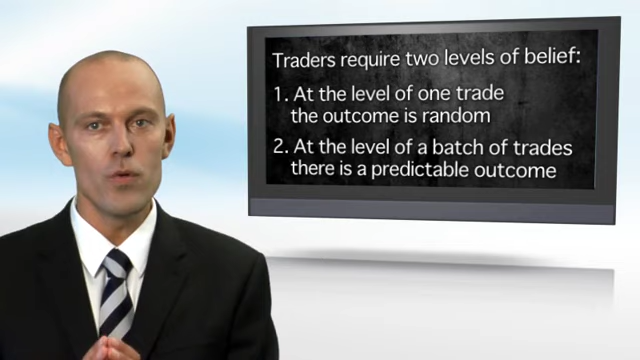 Traders require two levels of belief:
1. At the level of one trade
the outcome is random
2. At the level of a batch of trades
there is a predictable outcome